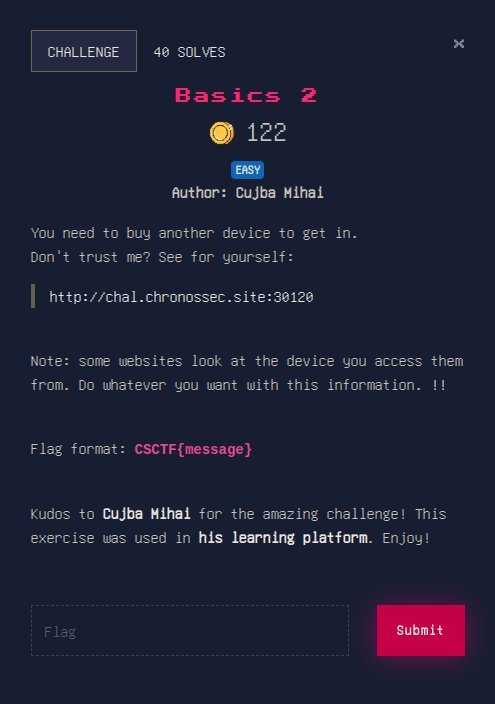 CHALLENGE
40 SOLVES
×
Basics 2
122
EASY
Author: Cujba Mihai
You need to buy another device to get in.
Don't trust me? See for yourself:
http://chal.chronossec.site:30120
Note: some websites look at the device you access them
from. Do whatever you want with this information. !!
Flag format: CSCTF{message}
Kudos to Cujba Mihai for the amazing challenge! This
exercise was used in his learning platform. Enjoy!
Flag
Submit